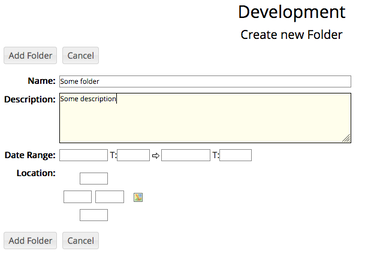 Development
Create new Folder
Add Folder Cancel
Name: Some folder
Description: Some description
Date Range: T: ⇨ T:
Location:
Add Folder Cancel